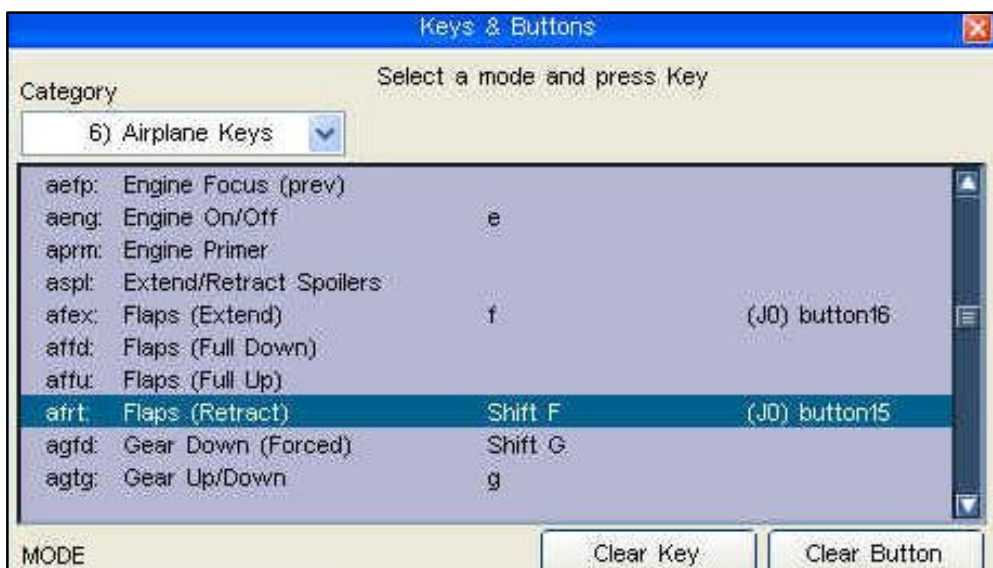 Keys & Buttons
Select a mode and press Key
Category
6) Airplane Keys
aefp: Engine Focus (prev)
aeng: Engine On/Off e
aprm: Engine Primer
aspl: Extend/Retract Spoilers
afex: Flaps (Extend) f (J0) button16
affd: Flaps (Full Down)
affu: Flaps (Full Up)
afrt: Flaps (Retract) Shift F (J0) button15
agfd: Gear Down (Forced) Shift G
agtg: Gear Up/Down g
MODE Clear Key Clear Button